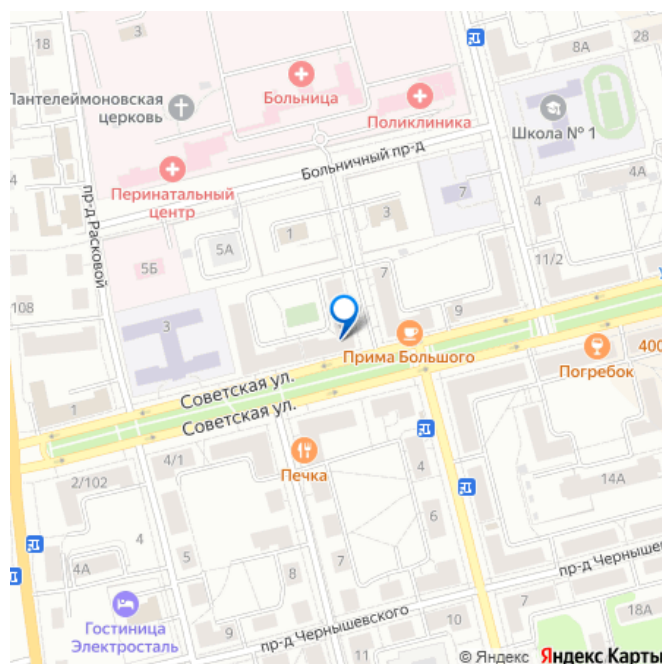 18
3
28
8А
Пантелеймоновская
церковь
Больница
Поликлиника
Школа № 1
Больничный пр-д
4
Перинатальный
центр
пр-д Расковой
7
4А
4
3
1
5А
5Б
11/2
7
9
108
3
Прима Большого
Погребок
400
Советская ул.
Советская ул.
1
4/1
Печка
4
2/102
14А
6
4
5
7
8
4А
пр-д Чернышевского
Гостиница
Электросталь
9
пр-д Чернышевского
10
7
18А
© Яндекс Яндекс Карты